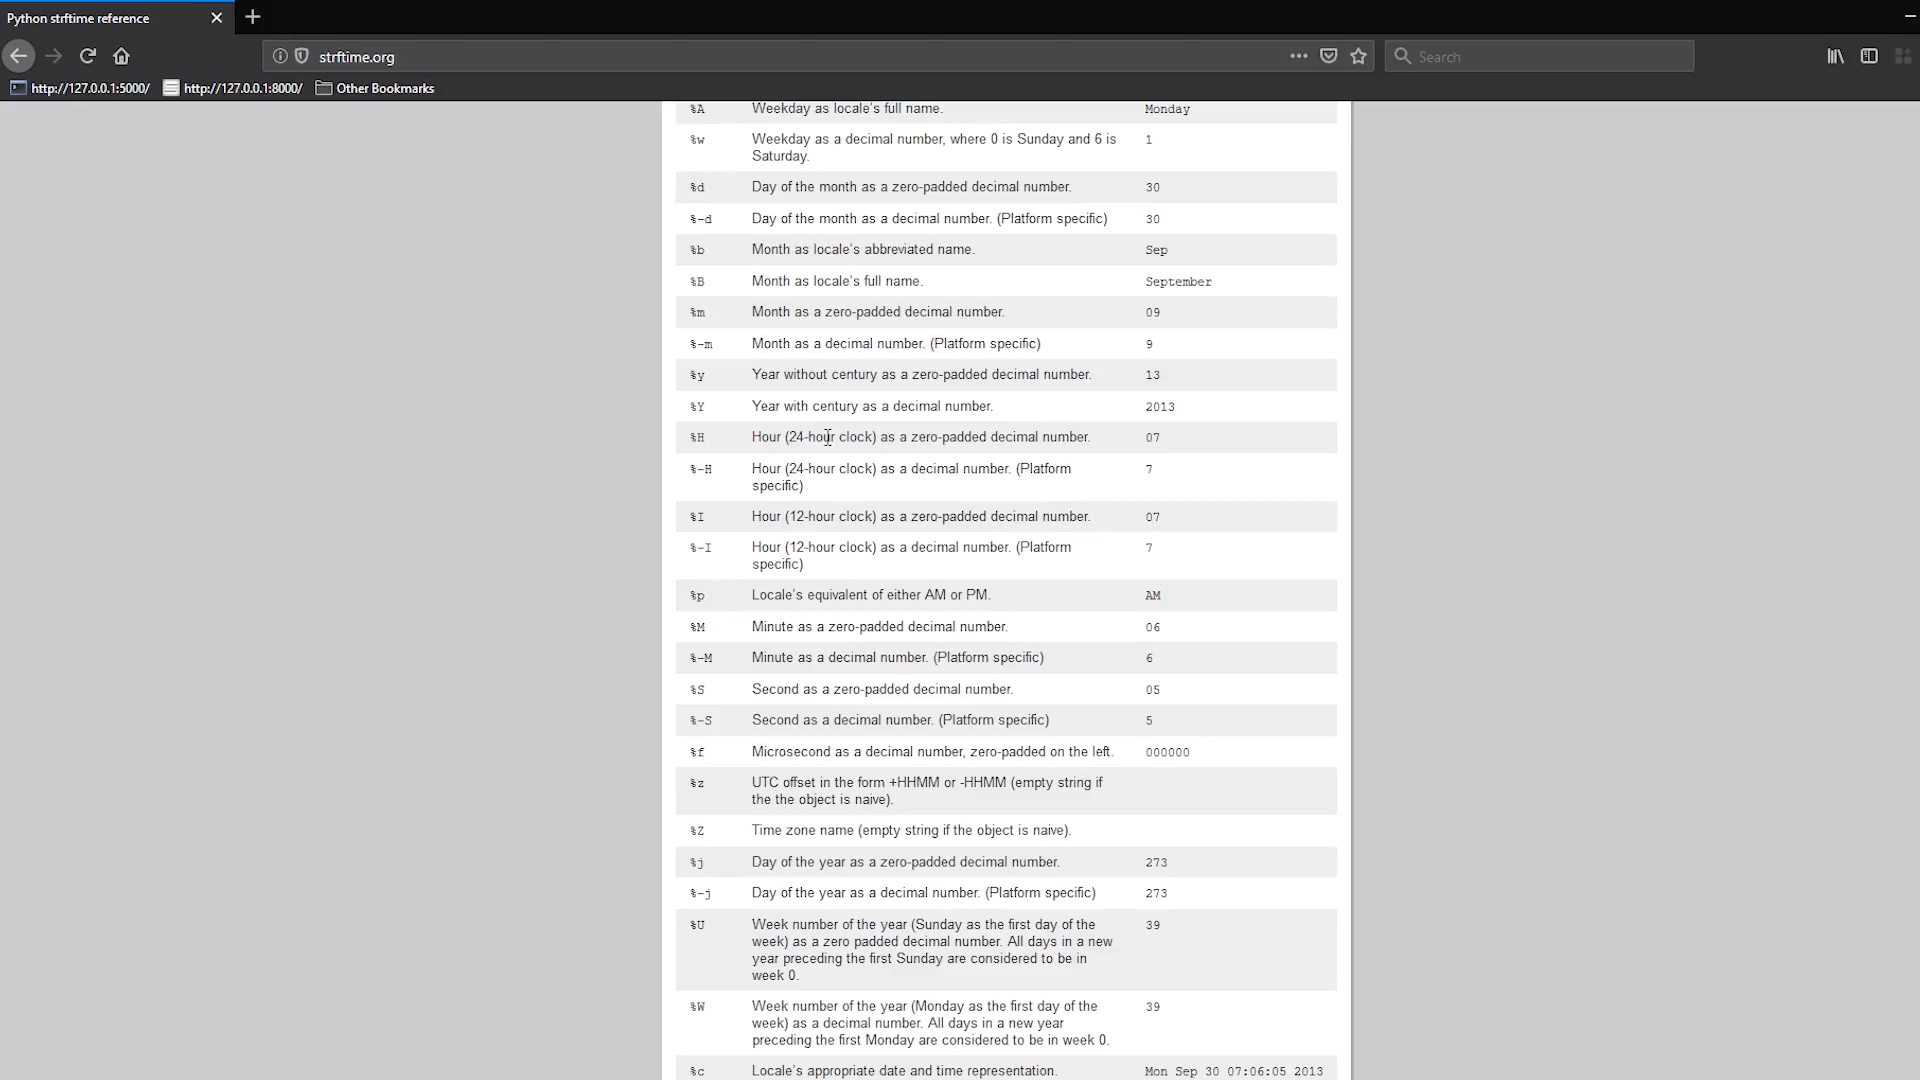 Python strftime reference
strftime.org
Search
http://127.0.0.1:5000/ http://127.0.0.1:8000/ Other Bookmarks
%A Weekday as locale's full name. Monday
%w Weekday as a decimal number, where 0 is Sunday and 6 is 1
Saturday.
%d Day of the month as a zero-padded decimal number. 30
%-d Day of the month as a decimal number. (Platform specific) 30
%b Month as locale's abbreviated name. Sep
%B Month as locale's full name. September
%m Month as a zero-padded decimal number. 09
%-m Month as a decimal number. (Platform specific) 9
%y Year without century as a zero-padded decimal number. 13
%Y Year with century as a decimal number. 2013
%H Hour (24-hour clock) as a zero-padded decimal number. 07
%-H Hour (24-hour clock) as a decimal number. (Platform 7
specific)
%I Hour (12-hour clock) as a zero-padded decimal number. 07
%-I Hour (12-hour clock) as a decimal number. (Platform 7
specific)
%p Locale's equivalent of either AM or PM. AM
%M Minute as a zero-padded decimal number. 06
%-M Minute as a decimal number. (Platform specific) 6
%S Second as a zero-padded decimal number. 05
%-S Second as a decimal number. (Platform specific) 5
%f Microsecond as a decimal number, zero-padded on the left. 000000
%z UTC offset in the form +HHMM or -HHMM (empty string if
the the object is naive).
%Z Time zone name (empty string if the object is naive).
%j Day of the year as a zero-padded decimal number. 273
%-j Day of the year as a decimal number. (Platform specific) 273
%U Week number of the year (Sunday as the first day of the 39
week) as a zero padded decimal number. All days in a new
year preceding the first Sunday are considered to be in
week 0.
%W Week number of the year (Monday as the first day of the 39
week) as a decimal number. All days in a new year
preceding the first Monday are considered to be in week 0.
%c Locale's appropriate date and time representation. Mon Sep 30 07:06:05 2013